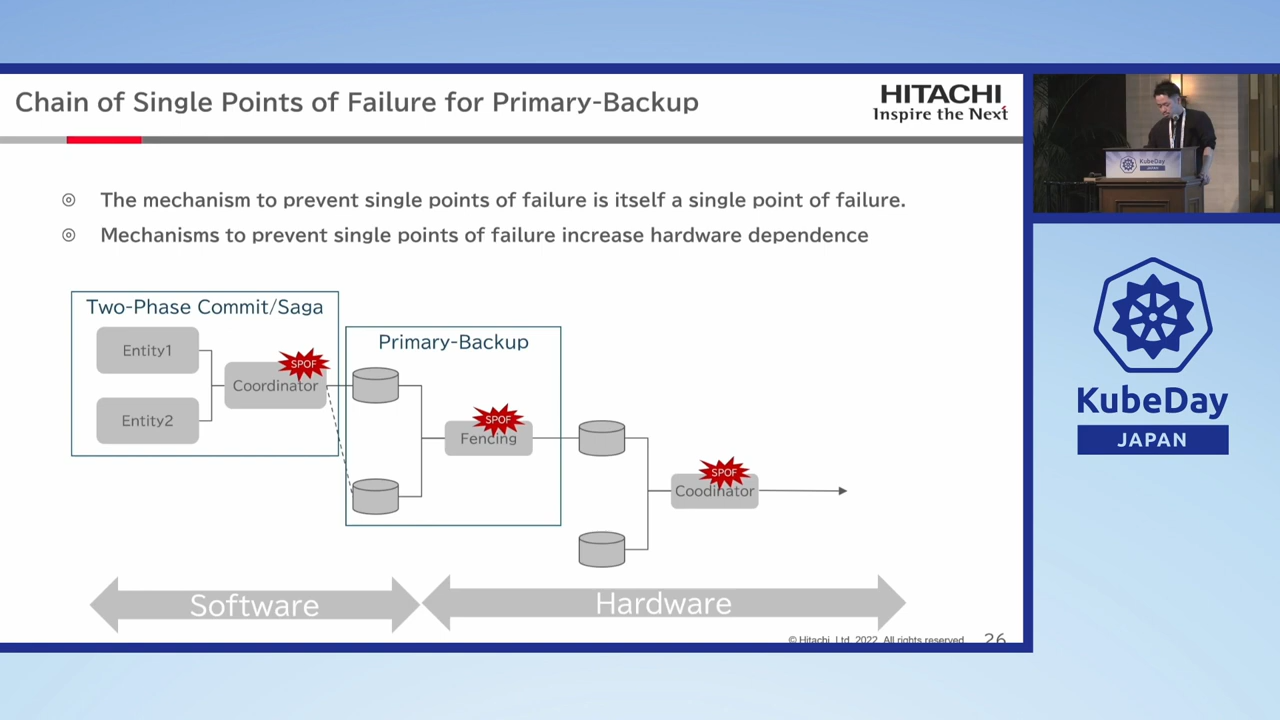 Chain of Single Points of Failure for Primary-Backup
HITACHI
Inspire the Next
◎ The mechanism to prevent single points of failure is itself a single point of failure.
◎ Mechanisms to prevent single points of failure increase hardware dependence
Two-Phase Commit/Saga
Entity1
Entity2
SPOF
Coordinator
Primary-Backup
SPOF
Fencing
SPOF
Coodinator
Software
Hardware
© Hitachi, Ltd. 2022. All rights reserved.
26
KubeDay
JAPAN
KubeDay
JAPAN